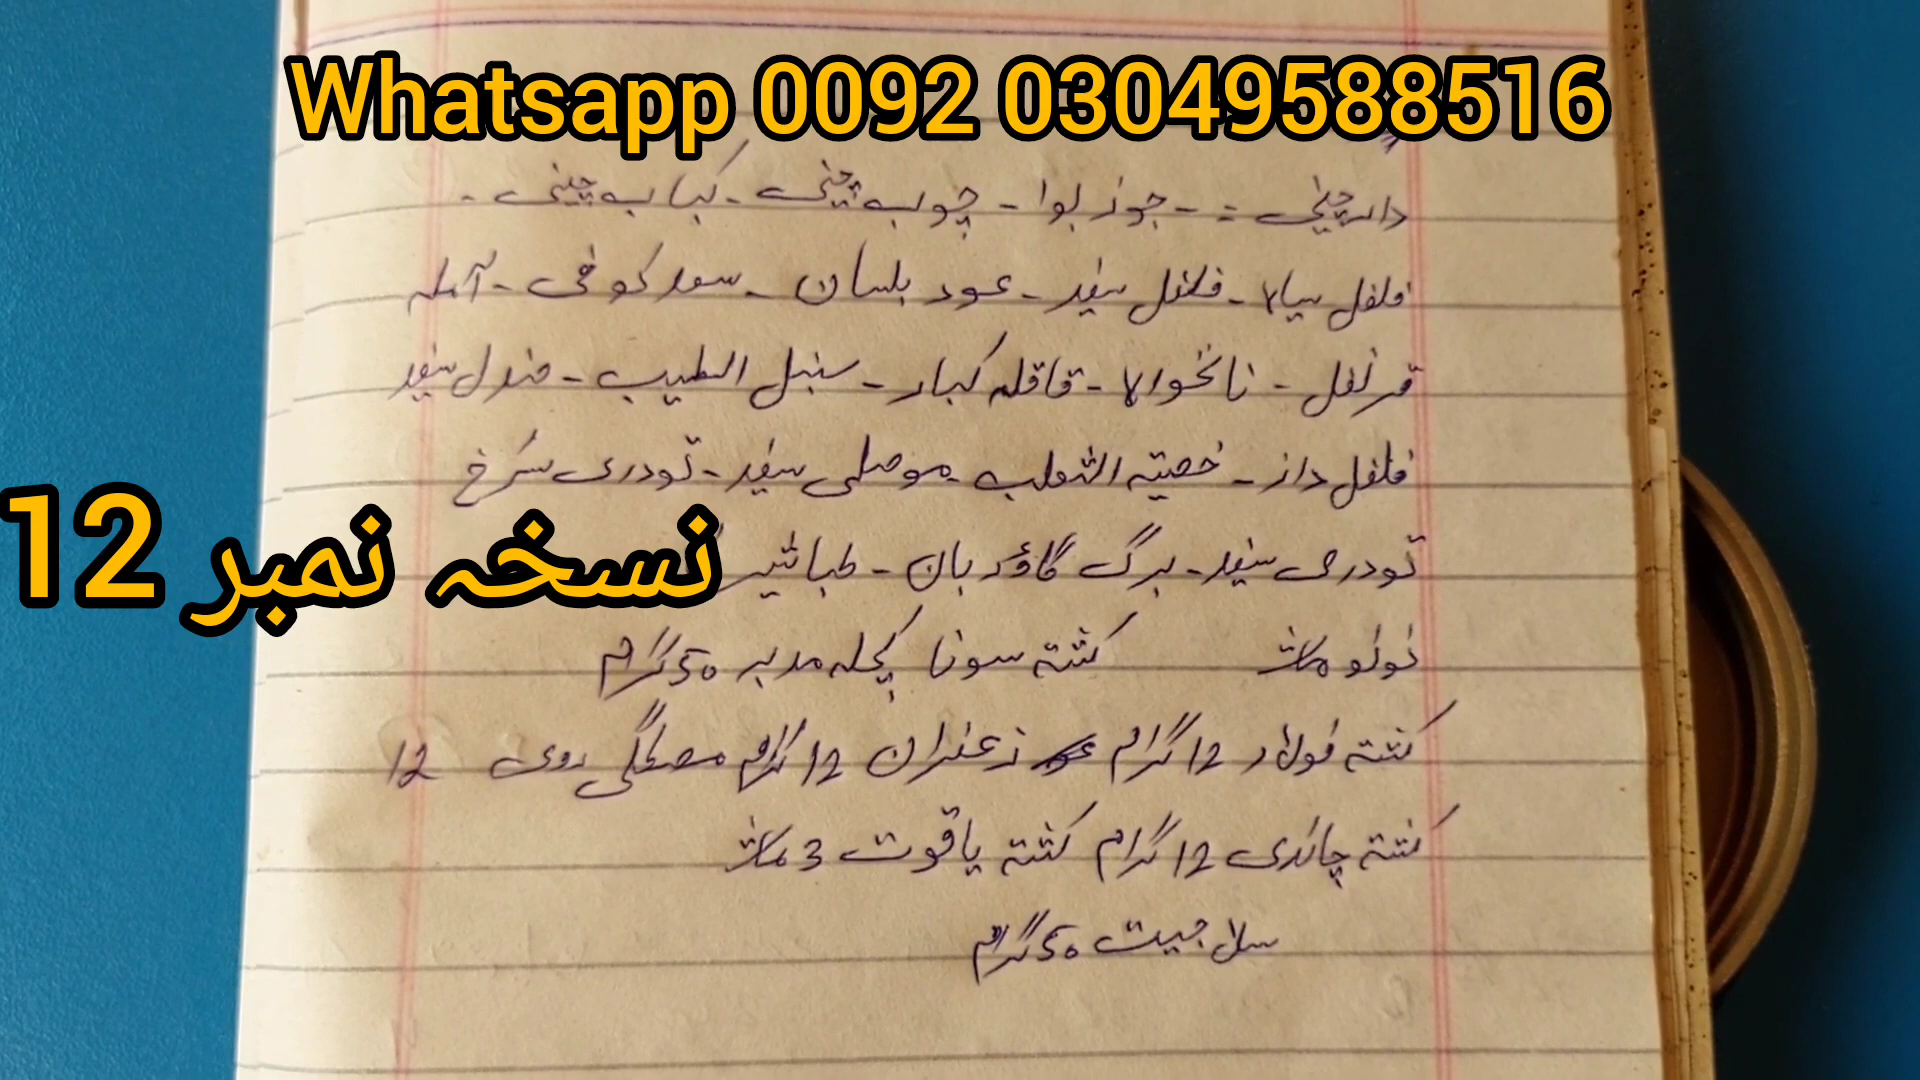 Whatsapp 0092 03049588516
دارچینی - جوز بوا - چوب چینی - کباب چینی -
فلفل سیاہ - فلفل سفید - عود بلسان - سعد کوفی - آملہ
قرنفل - نانخواہ - قاقلہ کبار - سنبل الطیب - صندل سفید
فلفل دراز - خصیتہ الثعلب - موصلی سفید - تودری سرخ
تودری سفید - برگ گاؤزبان - طباشیر
نسخہ نمبر 12
نو نو ماشہ کشتہ سونا کچلہ مدبر 50 گرام
کشتہ فولاد 12 گرام زعفران 12 گرام مصطگی رومی 12
کشتہ چاندی 12 گرام کشتہ یاقوت 3 ماشہ
سلاجیت 50 گرام